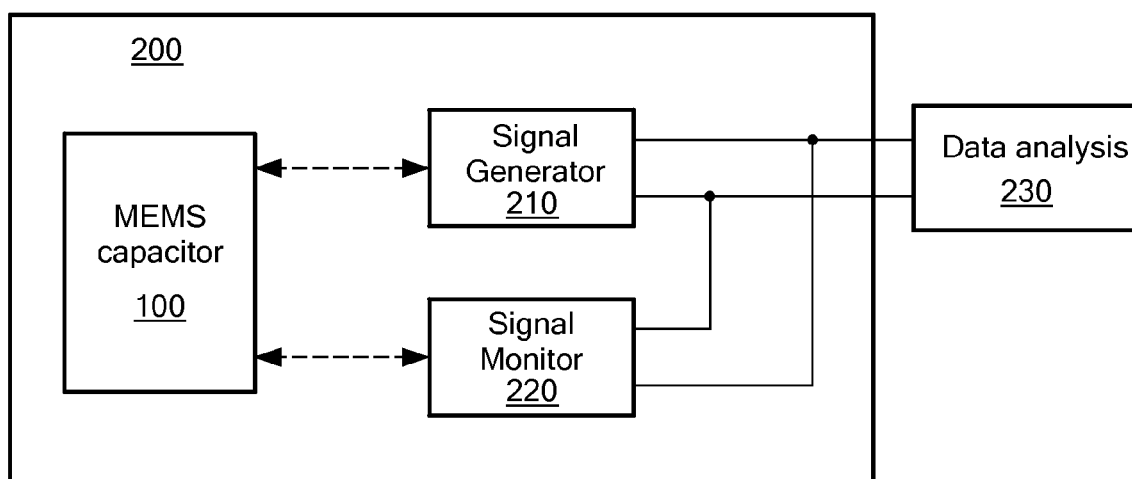 200
MEMS
capacitor
100
Signal
Generator
210
Signal
Monitor
220
Data analysis
230